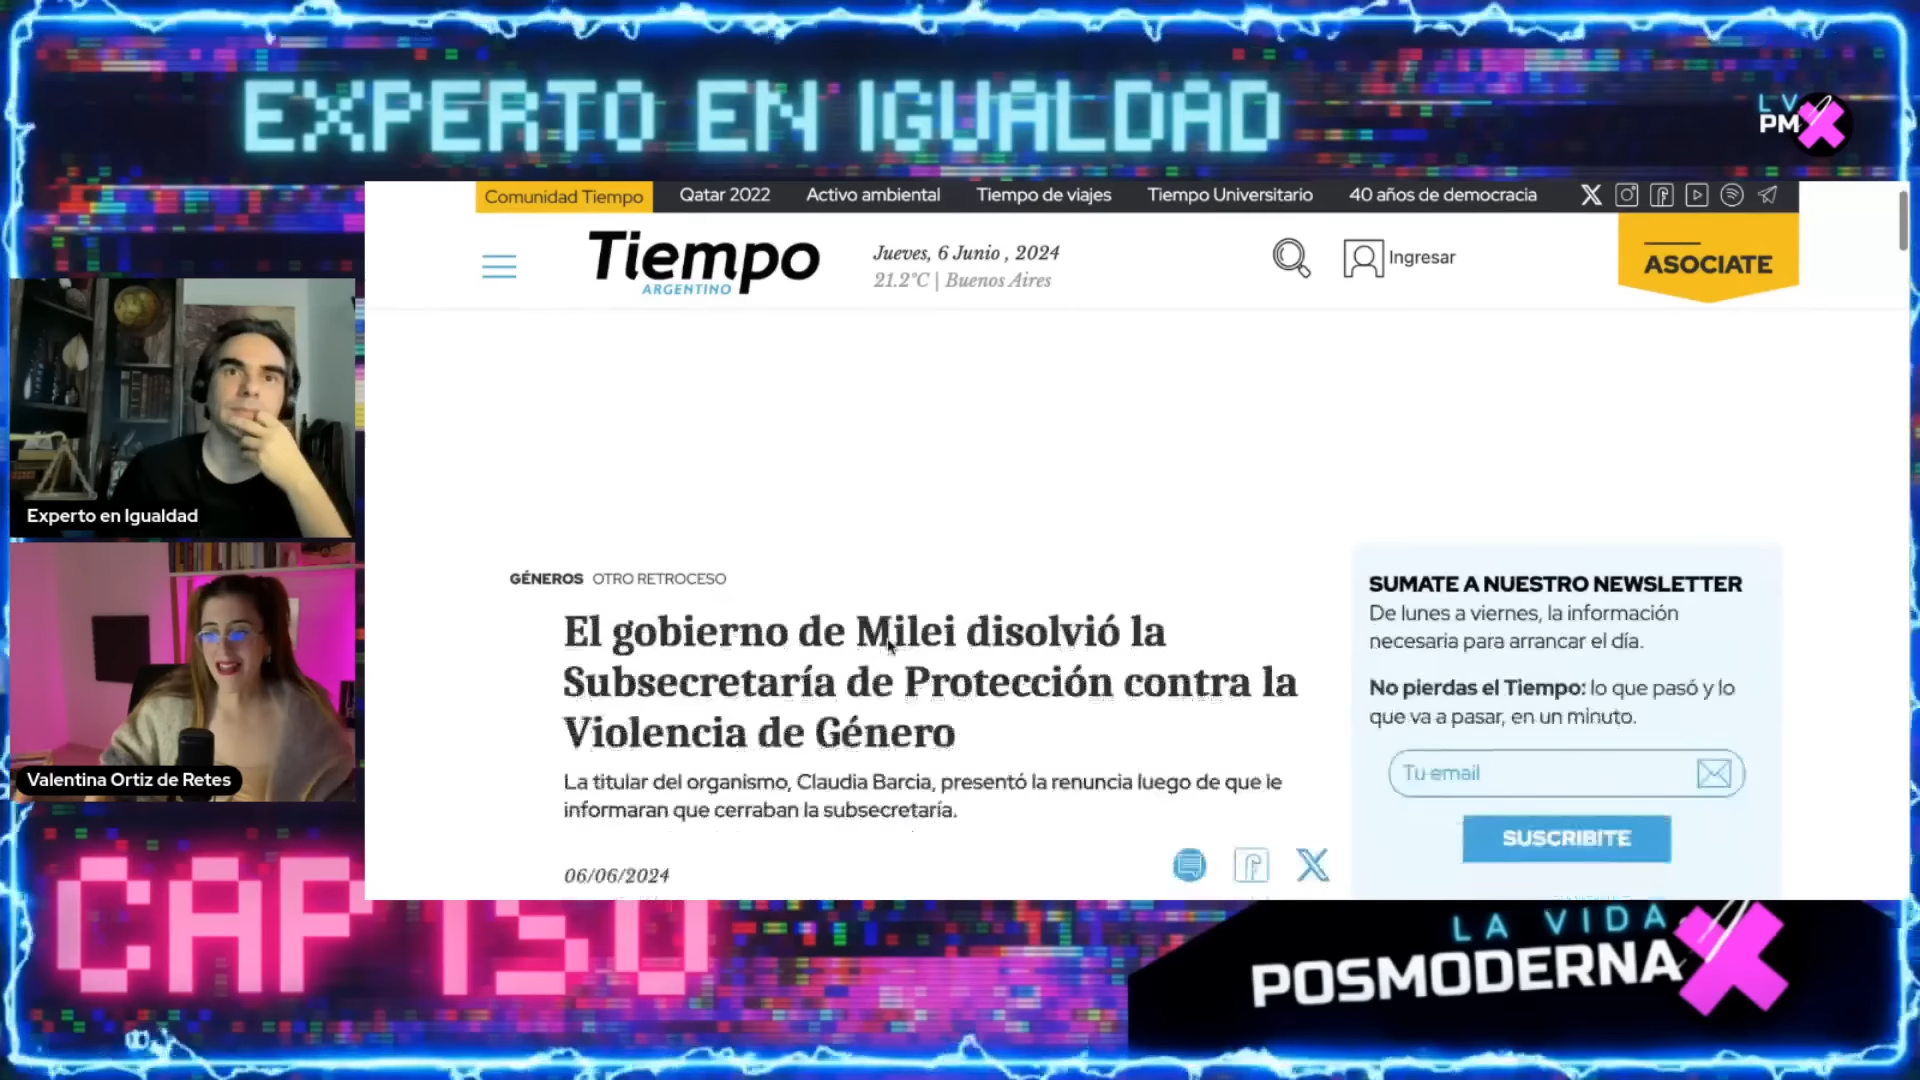 EXPERTO EN IGUALDAD
LV
PM
Comunidad Tiempo
Qatar 2022
Activo ambiental
Tiempo de viajes
Tiempo Universitario
40 años de democracia
Tiempo
ARGENTINO
Jueves, 6 Junio , 2024
21.2°C | Buenos Aires
Ingresar
ASOCIATE
Experto en Igualdad
Valentina Ortiz de Retes
GÉNEROS OTRO RETROCESO
El gobierno de Milei disolvió la
Subsecretaría de Protección contra la
Violencia de Género
La titular del organismo, Claudia Barcia, presentó la renuncia luego de que le
informaran que cerraban la subsecretaría.
06/06/2024
SUMATE A NUESTRO NEWSLETTER
De lunes a viernes, la información
necesaria para arrancar el día.
No pierdas el Tiempo: lo que pasó y lo
que va a pasar, en un minuto.
Tu email
SUSCRIBITE
CAP 150
LA VIDA
POSMODERNA